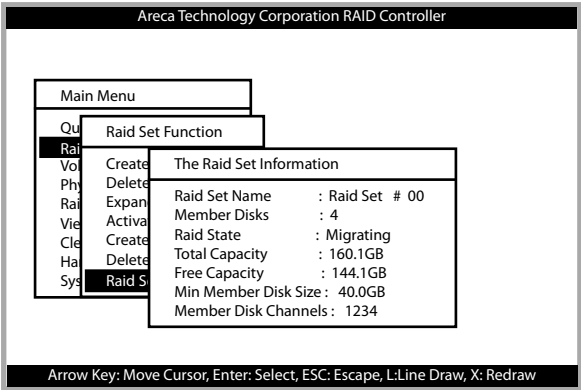 Areca Technology Corporation RAID Controller
Main Menu
Qu
Rai
Vol
Phy
Rai
Vie
Cle
Ha
Sys
Raid Set Function
Create
Delete
Expan
Activa
Create
Delete
Raid S
The Raid Set Information
Raid Set Name : Raid Set # 00
Member Disks : 4
Raid State : Migrating
Total Capacity : 160.1GB
Free Capacity : 144.1GB
Min Member Disk Size : 40.0GB
Member Disk Channels : 1234
Arrow Key: Move Cursor, Enter: Select, ESC: Escape, L:Line Draw, X: Redraw